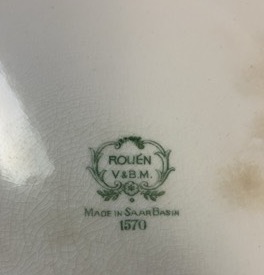 ROUEN
V & B.M.
MADE IN SAAR BASIN
1570